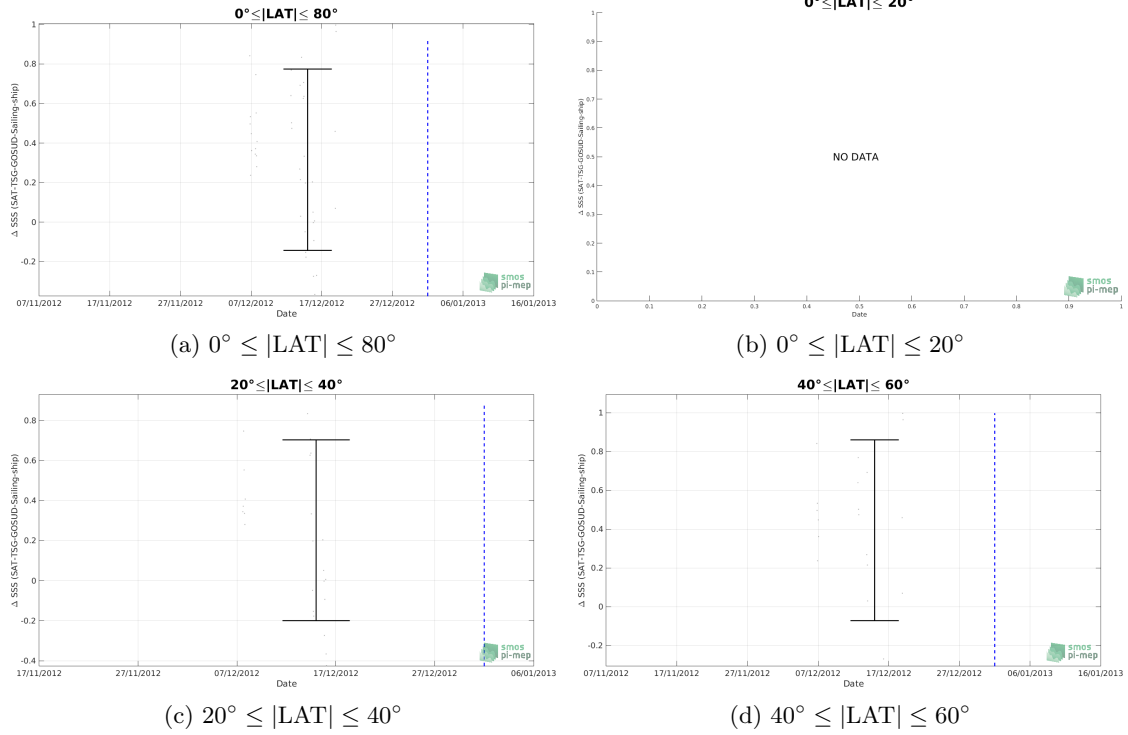 0°≤|LAT|≤ 80°
Δ SSS (SAT-TSG-GOSUD-Sailing-ship)
1
0.8
0.6
0.4
0.2
0
-0.2
07/11/2012 17/11/2012 27/11/2012 07/12/2012 17/12/2012 27/12/2012 06/01/2013 16/01/2013
Date
smos
pi-mep
(a) 0° ≤ |LAT| ≤ 80°
0°≤|LAT|≤ 20°
Δ SSS (SAT-TSG-GOSUD-Sailing-ship)
1
0.9
0.8
0.7
0.6
0.5
0.4
0.3
0.2
0.1
0
NO DATA
0 0.1 0.2 0.3 0.4 0.5 0.6 0.7 0.8 0.9 1
Date
smos
pi-mep
(b) 0° ≤ |LAT| ≤ 20°
20°≤|LAT|≤ 40°
Δ SSS (SAT-TSG-GOSUD-Sailing-ship)
0.8
0.6
0.4
0.2
0
-0.2
-0.4
17/11/2012 27/11/2012 07/12/2012 17/12/2012 27/12/2012 06/01/2013
Date
smos
pi-mep
(c) 20° ≤ |LAT| ≤ 40°
40°≤|LAT|≤ 60°
Δ SSS (SAT-TSG-GOSUD-Sailing-ship)
1
0.8
0.6
0.4
0.2
0
-0.2
07/11/2012 17/11/2012 27/11/2012 07/12/2012 17/12/2012 27/12/2012 06/01/2013 16/01/2013
Date
smos
pi-mep
(d) 40° ≤ |LAT| ≤ 60°